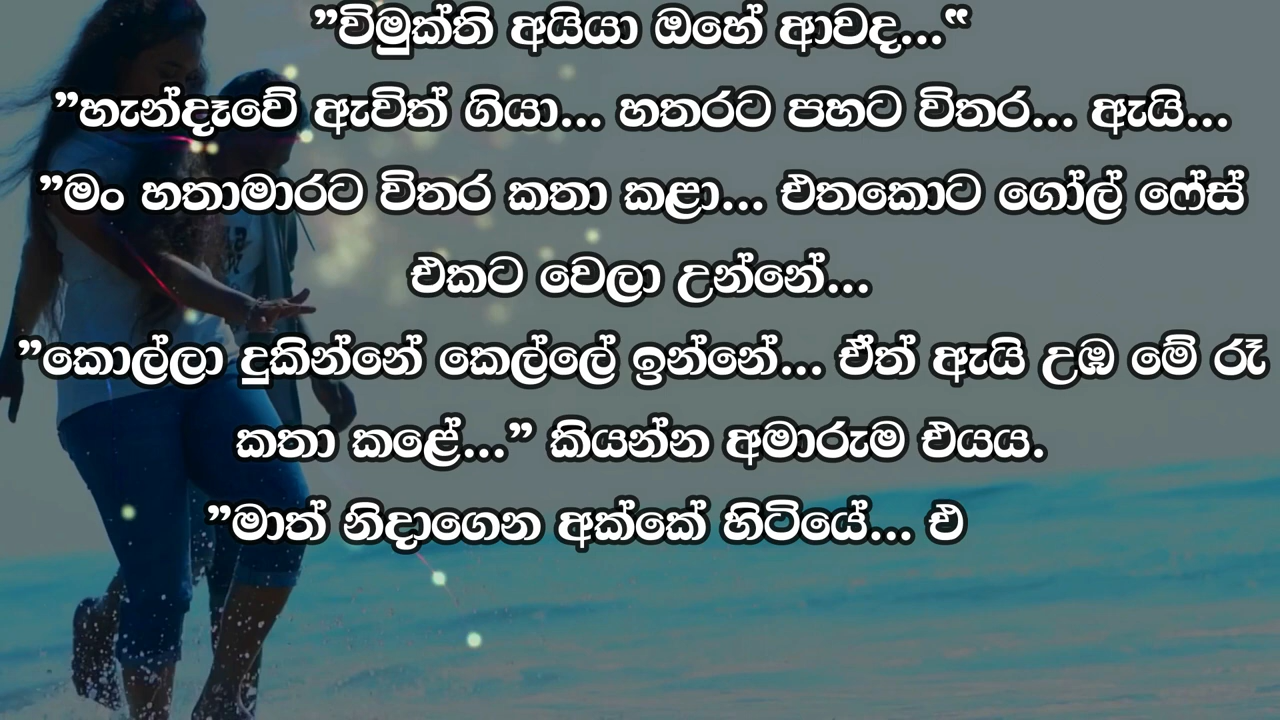 ”විමුක්ති අයියා ඔහේ ආවද...“
”හැන්දෑවේ ඇවිත් ගියා... හතරට පහට විතර... ඇයි...
”මං හතාමාරට විතර කතා කළා... එතකොට ගෝල් ෆේස්
එකට වෙලා උන්නේ...
”කොල්ලා දුකින්නේ කෙල්ලේ ඉන්නේ... ඒත් ඇයි උඹ මේ රෑ
කතා කළේ...” කියන්න අමාරුම එයය.
”මාත් නිදාගෙන අක්කේ හිටියේ... එ